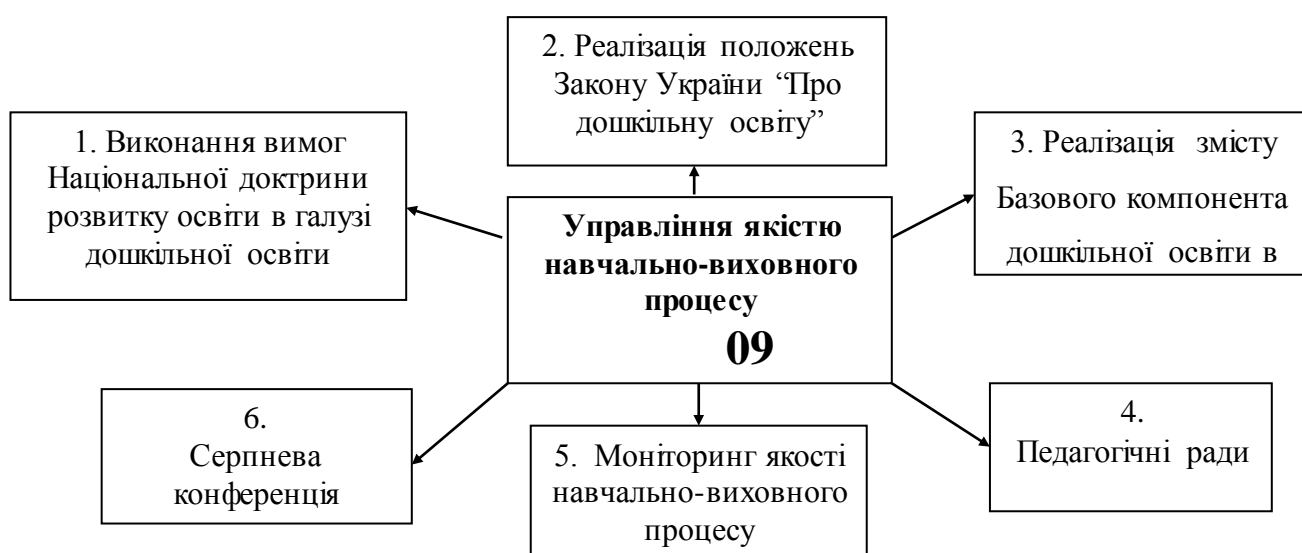 1. Виконання вимог
Національної доктрини
розвитку освіти в галузі
дошкільної освіти
2. Реалізація положень
Закону України “Про
дошкільну освіту”
3. Реалізація змісту
Базового компонента
дошкільної освіти в
Управління якістю
навчально-виховного
процесу
09
4.
Педагогічні ради
5. Моніторинг якості
навчально-виховного
процесу
6.
Серпнева
конференція